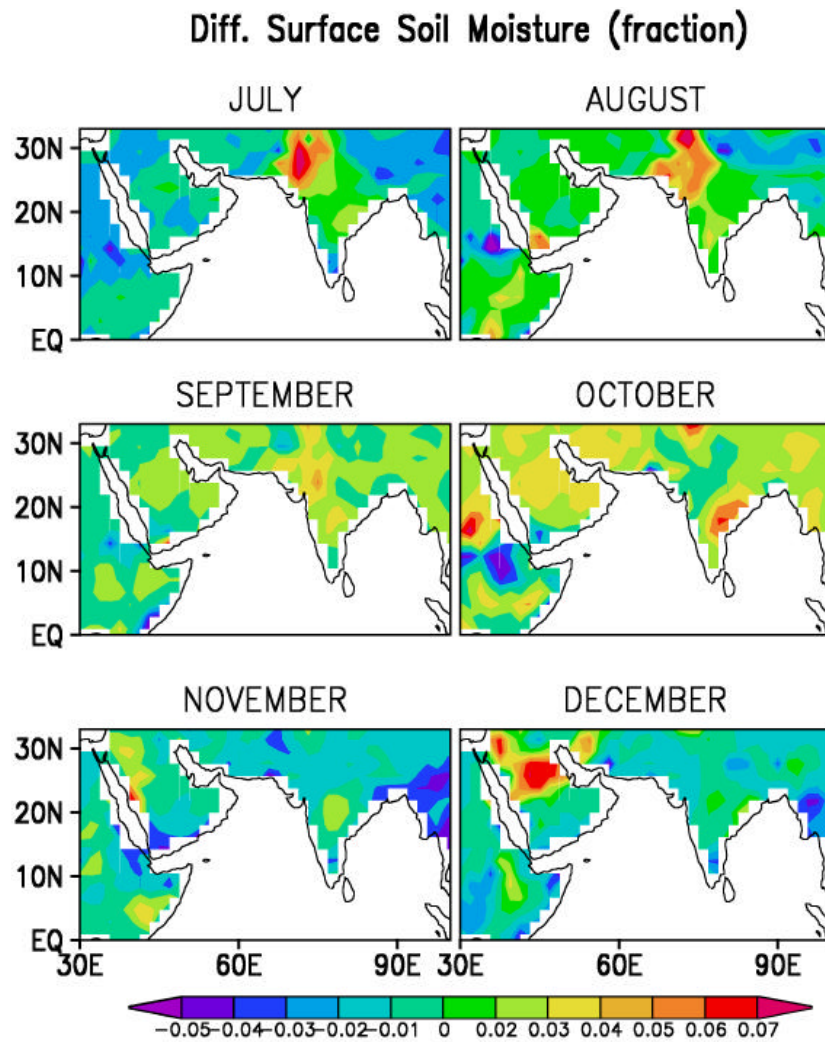 Diff. Surface Soil Moisture (fraction)
JULY AUGUST
30N
20N
10N
EQ
SEPTEMBER OCTOBER
30N
20N
10N
EQ
NOVEMBER DECEMBER
30N
20N
10N
EQ
30E 60E 90E 30E 60E 90E
-0.05 -0.04 -0.03 -0.02 -0.01 0 0.02 0.03 0.04 0.05 0.06 0.07